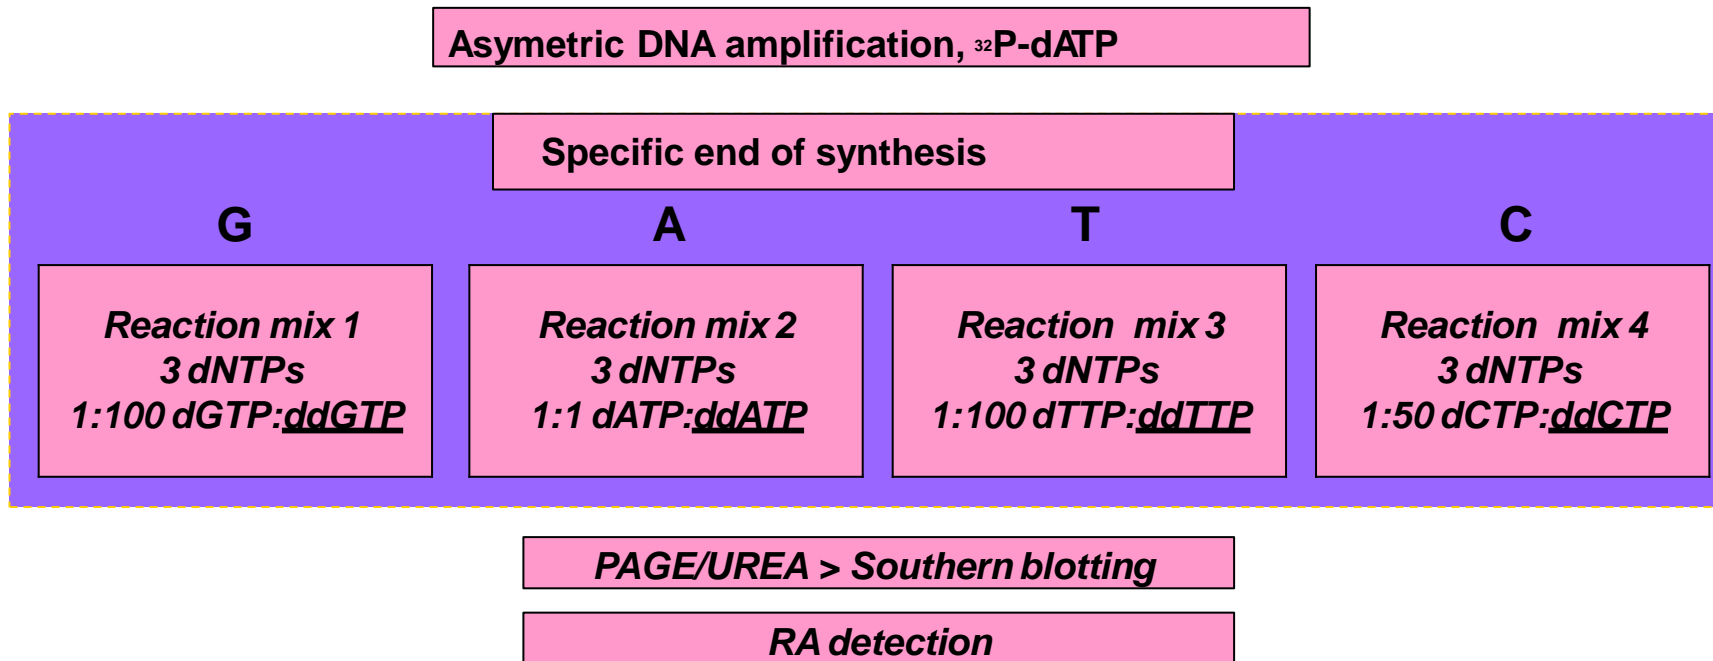 Asymetric DNA amplification, 32P-dATP
Specific end of synthesis
G
A
T
C
Reaction mix 1
3 dNTPs
1:100 dGTP:ddGTP
Reaction mix 2
3 dNTPs
1:1 dATP:ddATP
Reaction mix 3
3 dNTPs
1:100 dTTP:ddTTP
Reaction mix 4
3 dNTPs
1:50 dCTP:ddCTP
PAGE/UREA > Southern blotting
RA detection